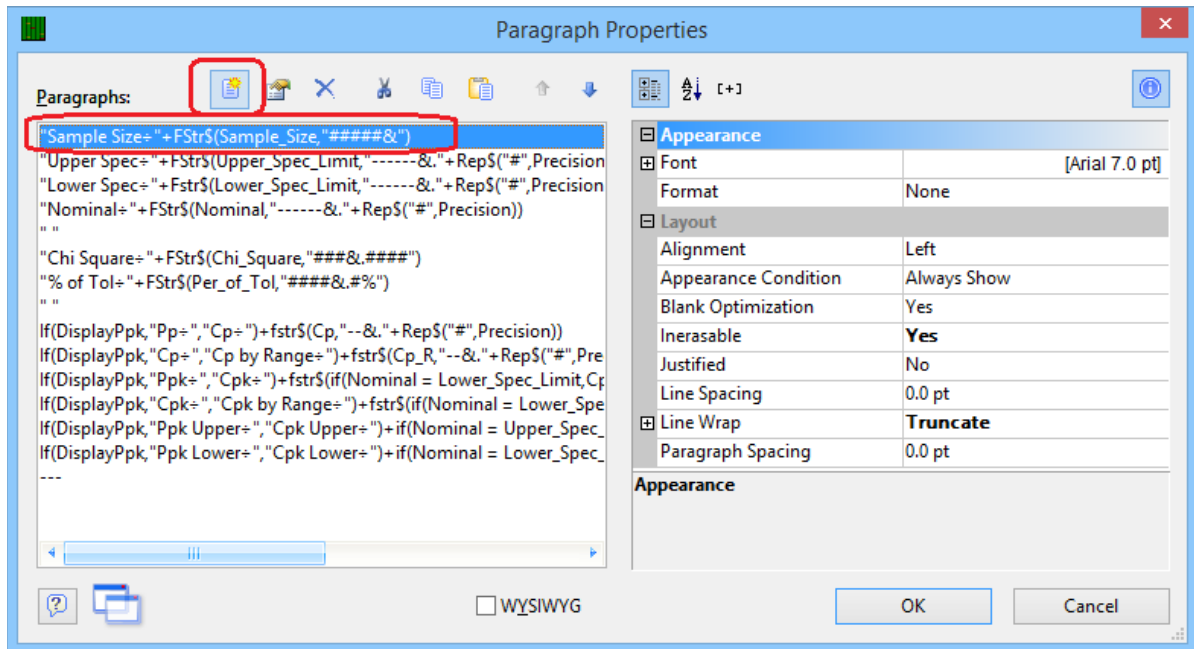 Paragraph Properties
Paragraphs:
[+]
"Sample Size÷"+FStr$(Sample_Size,"#####&")
"Upper Spec÷"+FStr$(Upper_Spec_Limit,"------&."+Rep$("#",Precision
"Lower Spec÷"+Fstr$(Lower_Spec_Limit,"------&."+Rep$("#",Precision
"Nominal÷"+FStr$(Nominal,"------&."+Rep$("#",Precision))
" "
"Chi Square÷"+FStr$(Chi_Square,"###&.####")
"% of Tol÷"+FStr$(Per_of_Tol,"####&.#%")
" "
If(DisplayPpk,"Pp÷","Cp÷")+fstr$(Cp,"--&."+Rep$("#",Precision))
If(DisplayPpk,"Cp÷","Cp by Range÷")+fstr$(Cp_R,"--&."+Rep$("#",Pre
If(DisplayPpk,"Ppk÷","Cpk÷")+fstr$(if(Nominal = Lower_Spec_Limit,Cp
If(DisplayPpk,"Cpk÷","Cpk by Range÷")+fstr$(if(Nominal = Lower_Spe
If(DisplayPpk,"Ppk Upper÷","Cpk Upper÷")+if(Nominal = Upper_Spec_
If(DisplayPpk,"Ppk Lower÷","Cpk Lower÷")+if(Nominal = Lower_Spec_
---
Appearance
Font [Arial 7.0 pt]
Format None
Layout
Alignment Left
Appearance Condition Always Show
Blank Optimization Yes
Inerasable Yes
Justified No
Line Spacing 0.0 pt
Line Wrap Truncate
Paragraph Spacing 0.0 pt
Appearance
WYSIWYG
OK
Cancel